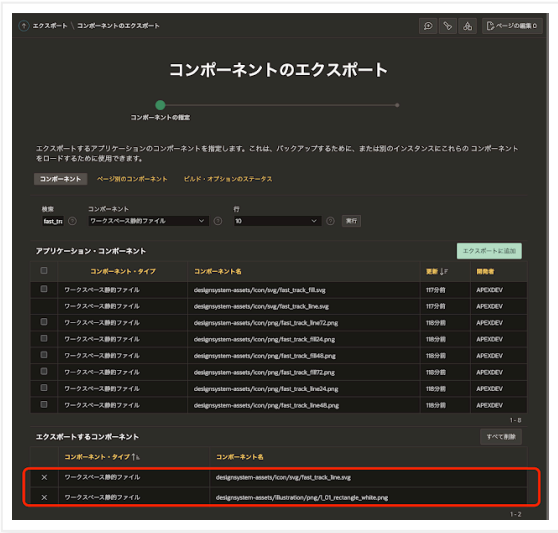 エクスポート \ コンポーネントのエクスポート
ページの編集 0
コンポーネントのエクスポート
コンポーネントの指定
エクスポートするアプリケーションのコンポーネントを指定します。これは、バックアップするために、または別のインスタンスにこれらの コンポーネント
をロードするために使用できます。
コンポーネント ページ別のコンポーネント ビルド・オプションのステータス
検索 コンポーネント 行
fast_tra ワークスペース静的ファイル 10 実行
アプリケーション・コンポーネント エクスポートに追加
コンポーネント・タイプ コンポーネント名 更新 開発者
ワークスペース静的ファイル designsystem-assets/icon/svg/fast_track_fill.svg 117分前 APEXDEV
ワークスペース静的ファイル designsystem-assets/icon/svg/fast_track_line.svg 117分前 APEXDEV
ワークスペース静的ファイル designsystem-assets/icon/png/fast_track_line72.png 118分前 APEXDEV
ワークスペース静的ファイル designsystem-assets/icon/png/fast_track_fill24.png 118分前 APEXDEV
ワークスペース静的ファイル designsystem-assets/icon/png/fast_track_fill48.png 118分前 APEXDEV
ワークスペース静的ファイル designsystem-assets/icon/png/fast_track_fill72.png 118分前 APEXDEV
ワークスペース静的ファイル designsystem-assets/icon/png/fast_track_line24.png 118分前 APEXDEV
ワークスペース静的ファイル designsystem-assets/icon/png/fast_track_line48.png 118分前 APEXDEV
1 - 8
エクスポートするコンポーネント すべて削除
コンポーネント・タイプ コンポーネント名
ワークスペース静的ファイル designsystem-assets/icon/svg/fast_track_line.svg
ワークスペース静的ファイル designsystem-assets/illustration/png/1_01_rectangle_white.png
1 - 2